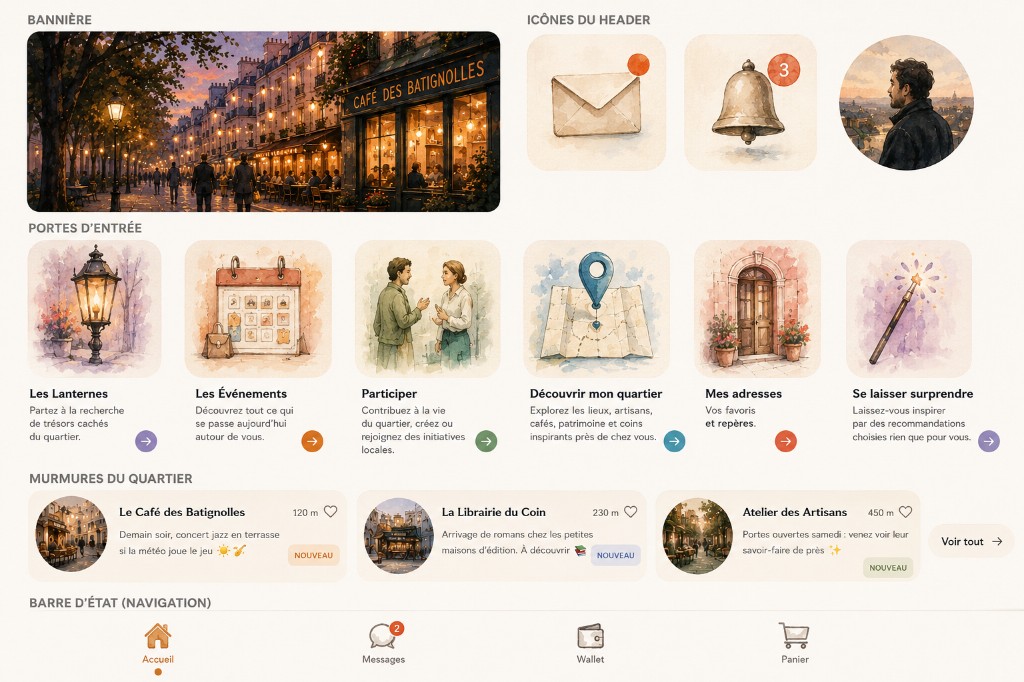 BANNIÈRE
ICÔNES DU HEADER
CAFÉ DES BATIGNOLLES
3
PORTES D'ENTRÉE
Les Lanternes
Partez à la recherche
de trésors cachés
du quartier.
Les Événements
Découvrez tout ce qui
se passe aujourd'hui
autour de vous.
Participer
Contribuez à la vie
du quartier, créez ou
rejoignez des initiatives
locales.
Découvrir mon quartier
Explorez les lieux, artisans,
cafés, patrimoine et coins
inspirants près de chez vous.
Mes adresses
Vos favoris
et repères.
Se laisser surprendre
Laissez-vous inspirer
par des recommandations
choisies rien que pour vous.
MURMURES DU QUARTIER
Le Café des Batignolles
120 m
Demain soir, concert jazz en terrasse
si la météo joue le jeu ☀️🎷
NOUVEAU
La Librairie du Coin
230 m
Arrivage de romans chez les petites
maisons d'édition. À découvrir 📚
NOUVEAU
Atelier des Artisans
450 m
Portes ouvertes samedi : venez voir leur
savoir-faire de près ✨
NOUVEAU
Voir tout →
BARRE D'ÉTAT (NAVIGATION)
Accueil
2
Messages
Wallet
Panier